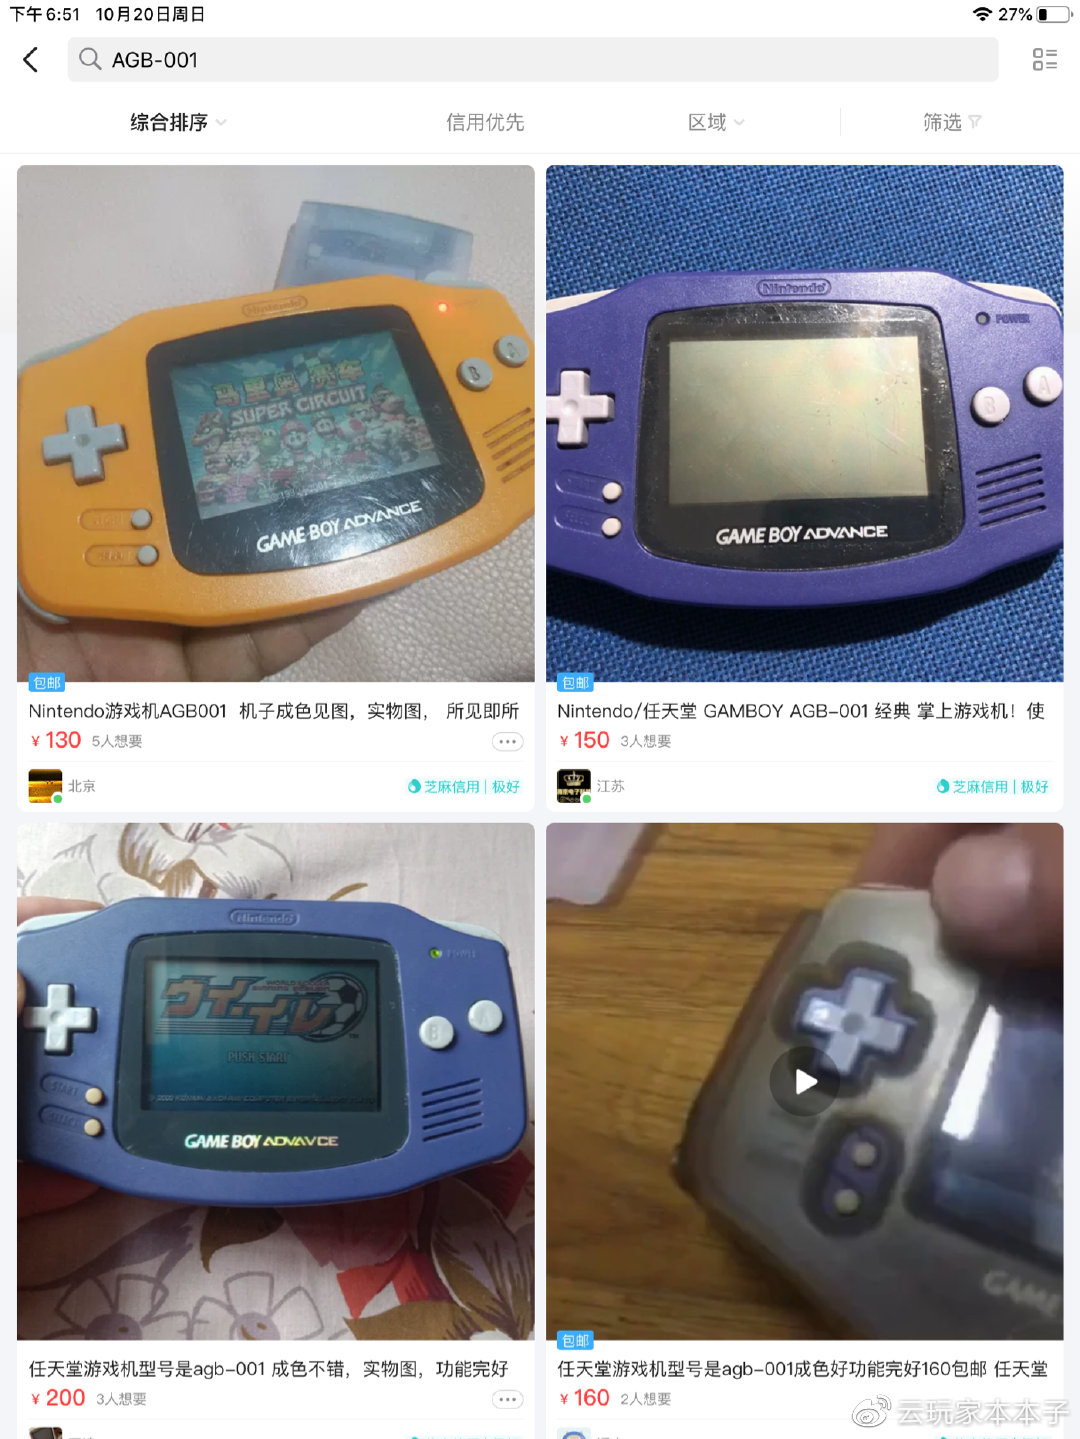 下午6:51 10月20日周日
27%
AGB-001
综合排序
信用优先
区域
筛选
Nintendo
SUPER CIRCUIT
B
A
GAME BOY ADVANCE
Nintendo
POWER
B
A
GAME BOY ADVANCE
包邮
包邮
Nintendo游戏机AGB001 机子成色见图，实物图， 所见即所
¥130 5人想要
北京
芝麻信用 | 极好
Nintendo/任天堂 GAMBOY AGB-001 经典 掌上游戏机！使
¥150 3人想要
江苏
芝麻信用 | 极好
Nintendo
POWER
ウイイレ
PUSH START
B
A
START
SELECT
GAME BOY ADVAVCE
GAME
包邮
任天堂游戏机型号是agb-001 成色不错，实物图，功能完好
¥200 3人想要
任天堂游戏机型号是agb-001成色好功能完好160包邮 任天堂
¥160 2人想要
云玩家本本子